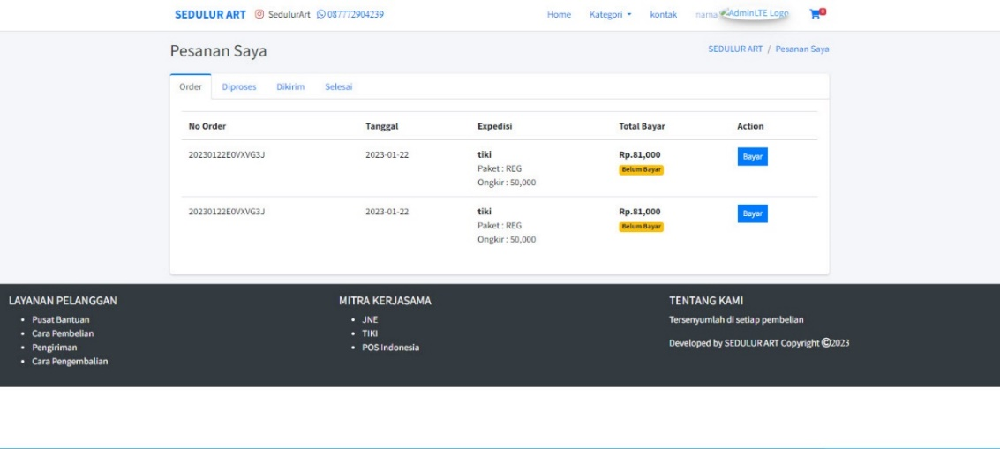 SEDULUR ART SedulurArt 087772904239 Home Kategori kontak nama AdminLTE Logo 0
Pesanan Saya SEDULUR ART / Pesanan Saya
Order Diproses Dikirim Selesai
No Order Tanggal Expedisi Total Bayar Action
20230122E0VXVG3J 2023-01-22 tiki Rp.81,000 Bayar
Paket : REG Belum Bayar
Ongkir : 50,000
20230122E0VXVG3J 2023-01-22 tiki Rp.81,000 Bayar
Paket : REG Belum Bayar
Ongkir : 50,000
LAYANAN PELANGGAN MITRA KERJASAMA TENTANG KAMI
• Pusat Bantuan • JNE Tersenyumlah di setiap pembelian
• Cara Pembelian • TIKI
• Pengiriman • POS Indonesia Developed by SEDULUR ART Copyright ©2023
• Cara Pengembalian